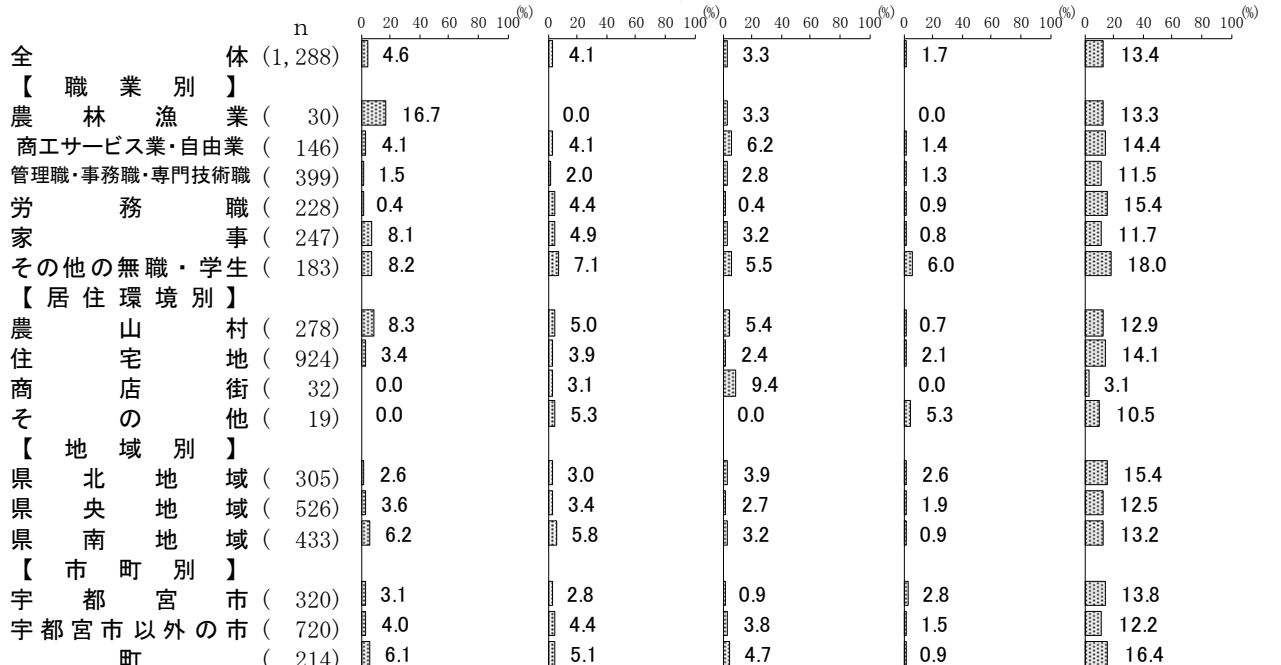 (%) (%) (%) (%) (%)
n 0 20 40 60 80 100 0 20 40 60 80 100 0 20 40 60 80 100 0 20 40 60 80 100 0 20 40 60 80 100
全体 (1,288) 4.6 4.1 3.3 1.7 13.4
【職業別】
農林漁業 ( 30) 16.7 0.0 3.3 0.0 13.3
商工サービス業・自由業 ( 146) 4.1 4.1 6.2 1.4 14.4
管理職・事務職・専門技術職 ( 399) 1.5 2.0 2.8 1.3 11.5
労務職 ( 228) 0.4 4.4 0.4 0.9 15.4
家事 ( 247) 8.1 4.9 3.2 0.8 11.7
その他の無職・学生 ( 183) 8.2 7.1 5.5 6.0 18.0
【居住環境別】
農山村 ( 278) 8.3 5.0 5.4 0.7 12.9
住宅地 ( 924) 3.4 3.9 2.4 2.1 14.1
商店街 ( 32) 0.0 3.1 9.4 0.0 3.1
その他 ( 19) 0.0 5.3 0.0 5.3 10.5
【地域別】
県北地域 ( 305) 2.6 3.0 3.9 2.6 15.4
県央地域 ( 526) 3.6 3.4 2.7 1.9 12.5
県南地域 ( 433) 6.2 5.8 3.2 0.9 13.2
【市町別】
宇都宮市 ( 320) 3.1 2.8 0.9 2.8 13.8
宇都宮市以外の市 ( 720) 4.0 4.4 3.8 1.5 12.2
町 ( 214) 6.1 5.1 4.7 0.9 16.4